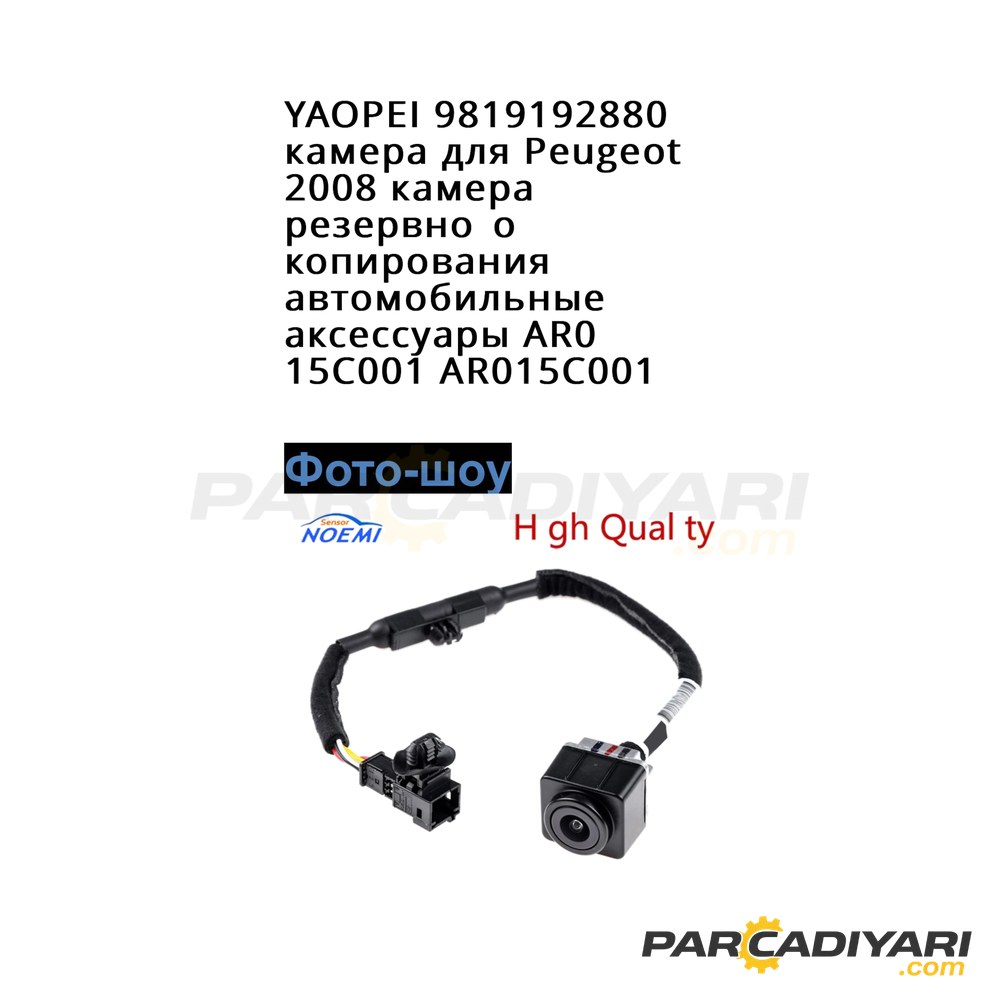 YAOPEI 9819192880
камера для Peugeot
2008 камера
резервно о
копирования
автомобильные
аксессуары AR0
15C001 AR015C001
Фото-шоу
PARCADIYARI
.com
Sensor
NOEMI
H gh Qual ty
PARCADIYARI
.com